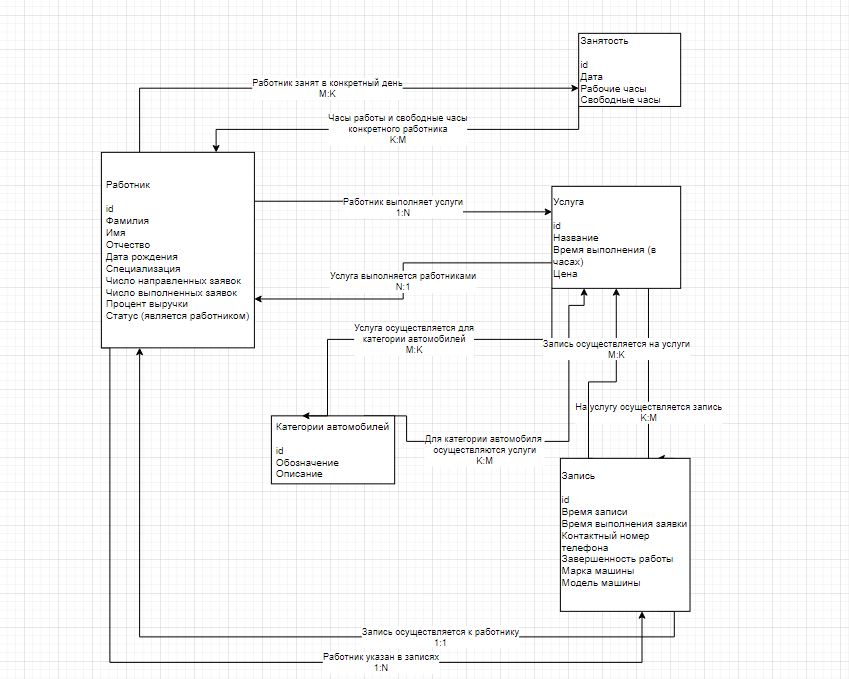 Занятость
id
Дата
Рабочие часы
Свободные часы
Работник занят в конкретный день
М:К
Часы работы и свободные часы
конкретного работника
К:М
Работник
id
Фамилия
Имя
Отчество
Дата рождения
Специализация
Число направленных заявок
Число выполненных заявок
Процент выручки
Статус (является работником)
Работник выполняет услуги
1:N
Услуга
id
Название
Время выполнения (в
часах)
Цена
Услуга выполняется работниками
N:1
Услуга осуществляется для
категории автомобилей
М:К
Запись осуществляется на услуги
М:К
На услугу осуществляется запись
К:М
Категории автомобилей
id
Обозначение
Описание
Для категории автомобиля
осуществляются услуги
К:М
Запись
id
Время записи
Время выполнения заявки
Контактный номер
телефона
Завершенность работы
Марка машины
Модель машины
Запись осуществляется к работнику
1:1
Работник указан в записях
1:N